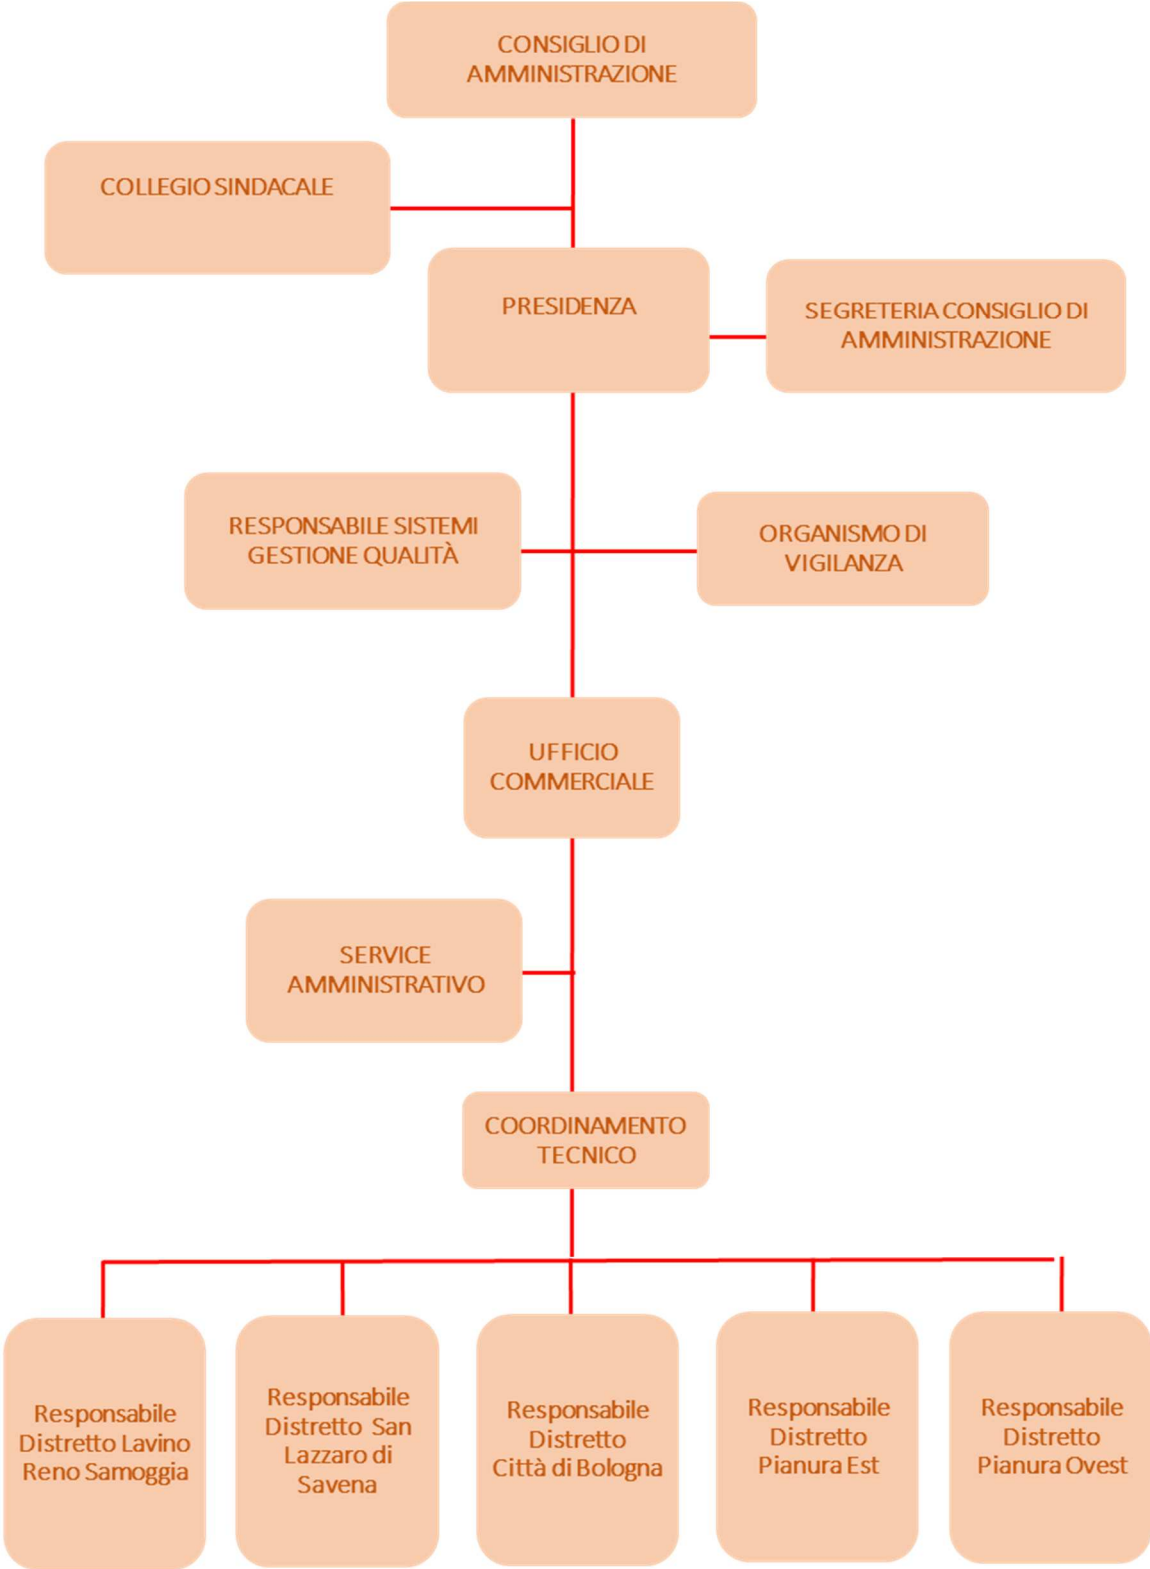 CONSIGLIO DI
AMMINISTRAZIONE
COLLEGIO SINDACALE
PRESIDENZA
SEGRETERIA CONSIGLIO DI
AMMINISTRAZIONE
RESPONSABILE SISTEMI
GESTIONE QUALITÀ
ORGANISMO DI
VIGILANZA
UFFICIO
COMMERCIALE
SERVICE
AMMINISTRATIVO
COORDINAMENTO
TECNICO
Responsabile
Distretto Lavino
Reno Samoggia
Responsabile
Distretto San
Lazzaro di
Savena
Responsabile
Distretto
Città di Bologna
Responsabile
Distretto
Pianura Est
Responsabile
Distretto
Pianura Ovest